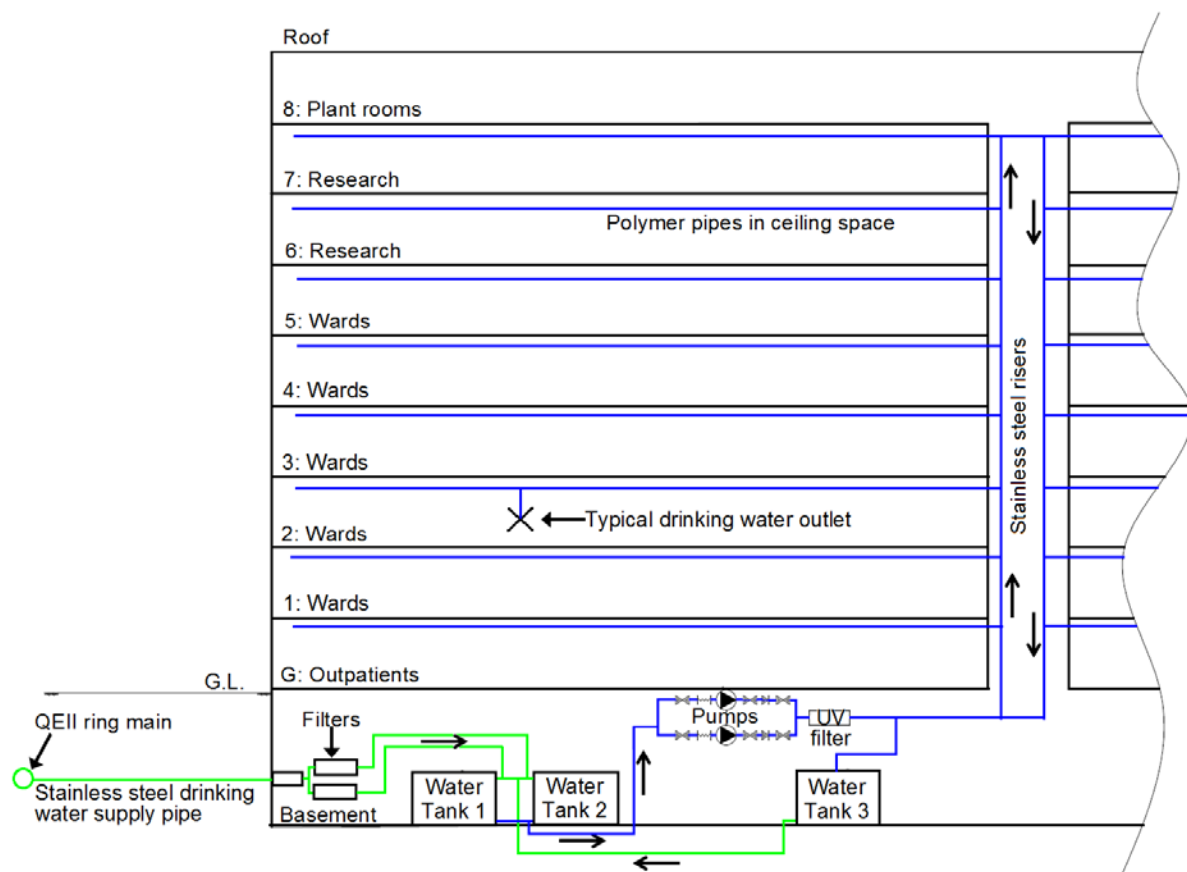 Roof
8: Plant rooms
7: Research
Polymer pipes in ceiling space
6: Research
5: Wards
4: Wards
Stainless steel risers
3: Wards
Typical drinking water outlet
2: Wards
1: Wards
G: Outpatients
G.L.
QEII ring main
Filters
Pumps
UV
filter
Stainless steel drinking
water supply pipe
Basement
Water
Tank 1
Water
Tank 2
Water
Tank 3